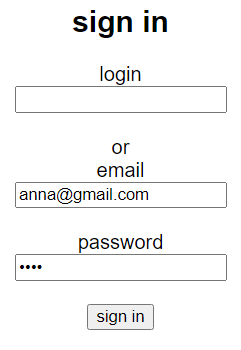 sign in
login
or
email
anna@gmail.com
password
••••
sign in